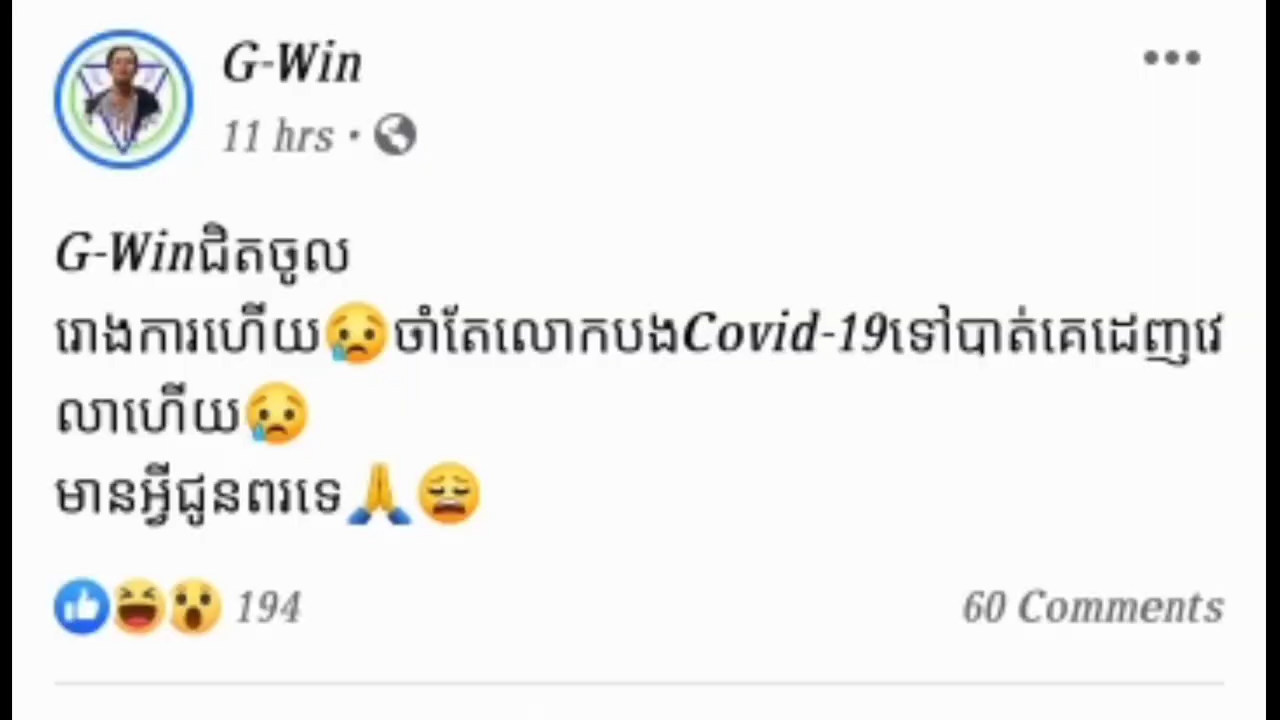 G-Win
11 hrs ·
G-Winជិតចូល
រោងការហើយ😢ចាំតែលោកបងCovid-19ទៅបាត់គេដេញវេ
លាហើយ😢
មានអ្វីជូនពរទេ🙏😩
194
60 Comments